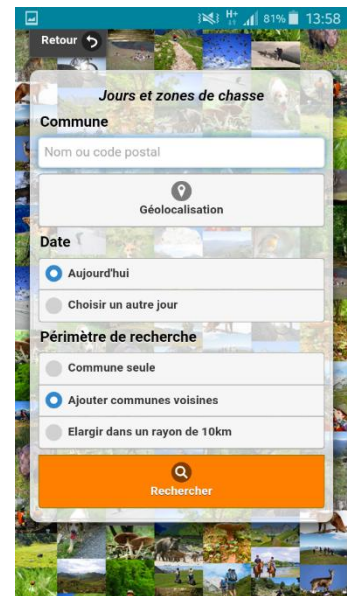 H+ 81% 13:58
Retour
Jours et zones de chasse
Commune
Nom ou code postal
Géolocalisation
Date
Aujourd'hui
Choisir un autre jour
Périmètre de recherche
Commune seule
Ajouter communes voisines
Elargir dans un rayon de 10km
Rechercher